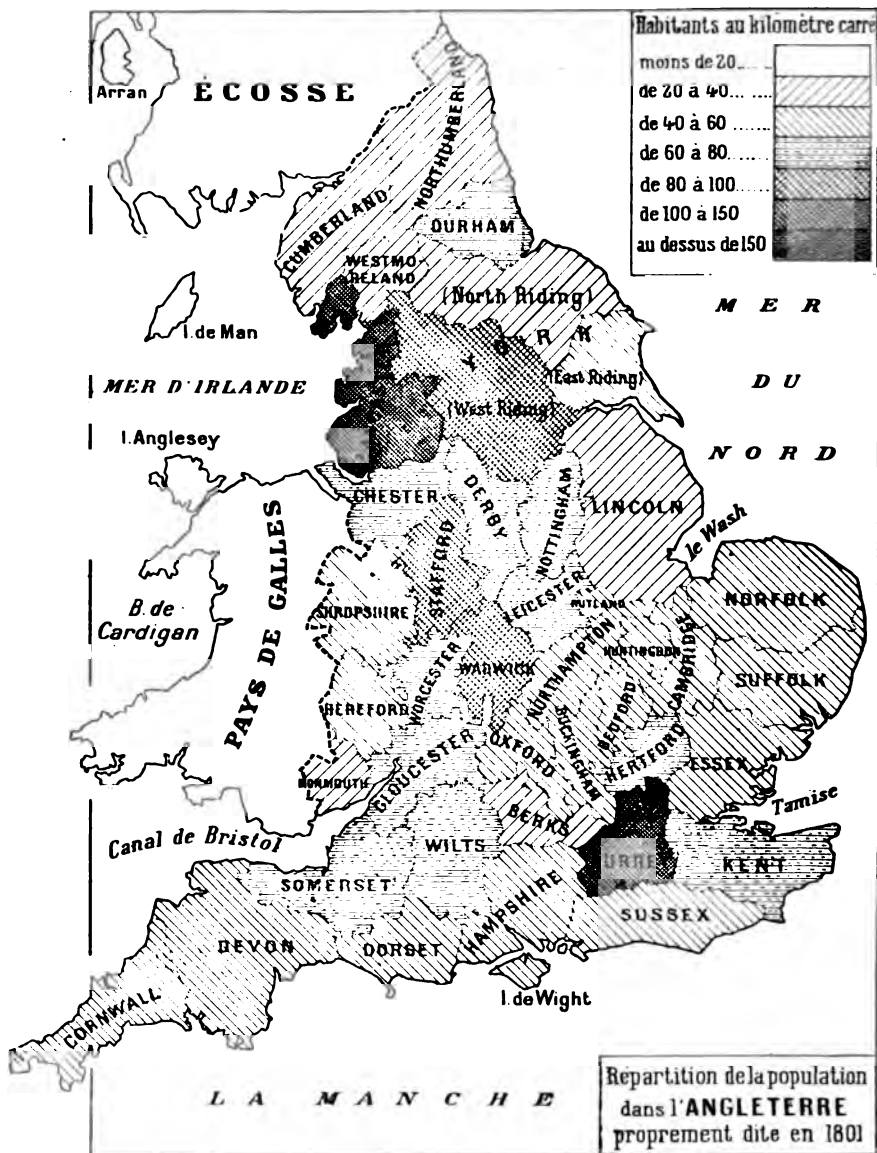 Habitants au kilomètre carré
moins de 20
de 20 à 40
de 40 à 60
de 60 à 80
de 80 à 100
de 100 à 150
au dessus de 150
Arran
ÉCOSSE
NORTHUMBERLAND
CUMBERLAND
DURHAM
WESTMO-
RELAND
(North Riding)
I. de Man
YORK
(East Riding)
(West Riding)
MER D'IRLANDE
MER
DU
NORD
I. Anglesey
CHESTER
DERBY
NOTTINGHAM
LINCOLN
le Wash
PAYS DE GALLES
B. de
Cardigan
SHROPSHIRE
STAFFORD
LEICESTER
RUTLAND
NORFOLK
HUNTINGDON
CAMBRIDGE
SUFFOLK
WARWICK
NORTHAMPTON
WORCESTER
HEREFORD
BEDFORD
BUCKINGHAM
OXFORD
HERTFORD
ESSEX
MONMOUTH
GLOUCESTER
Tamise
Canal de Bristol
BERKS
WILTS
KENT
SOMERSET
HAMPSHIRE
SUSSEX
DEVON
DORSET
I. de Wight
CORNWALL
LA MANCHE
Répartition de la population
dans l'ANGLETERRE
proprement dite en 1801